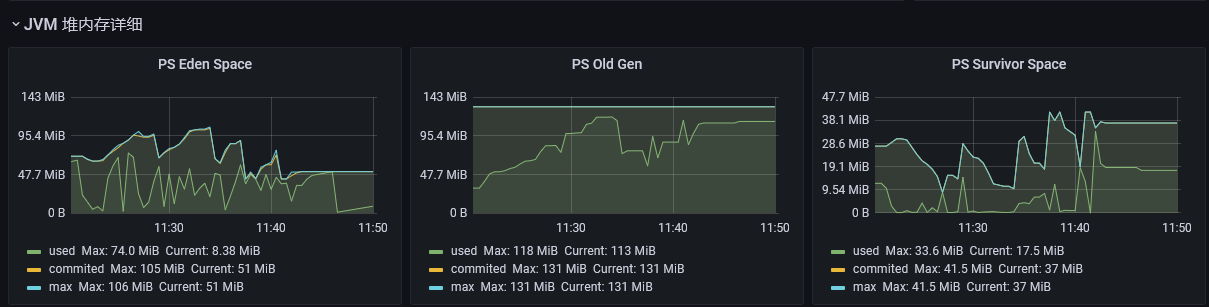 JVM 堆内存详细
PS Eden Space
143 MiB
95.4 MiB
47.7 MiB
0 B
11:30
11:40
11:50
used Max: 74.0 MiB Current: 8.38 MiB
commited Max: 105 MiB Current: 51 MiB
max Max: 106 MiB Current: 51 MiB
PS Old Gen
143 MiB
95.4 MiB
47.7 MiB
0 B
11:30
11:40
11:50
used Max: 118 MiB Current: 113 MiB
commited Max: 131 MiB Current: 131 MiB
max Max: 131 MiB Current: 131 MiB
PS Survivor Space
47.7 MiB
38.1 MiB
28.6 MiB
19.1 MiB
9.54 MiB
0 B
11:30
11:40
11:50
used Max: 33.6 MiB Current: 17.5 MiB
commited Max: 41.5 MiB Current: 37 MiB
max Max: 41.5 MiB Current: 37 MiB